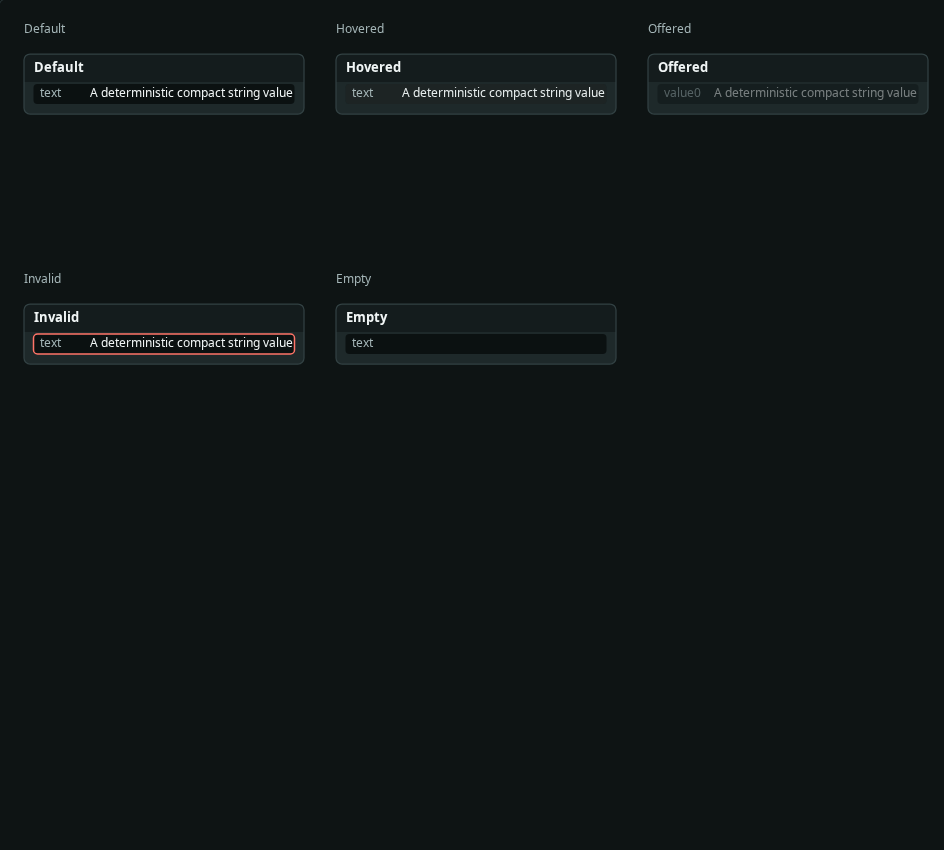 Default
Hovered
Offered
Default
Hovered
Offered
text A deterministic compact string value
text A deterministic compact string value
value0 A deterministic compact string value
Invalid
Empty
Invalid
Empty
text A deterministic compact string value
text